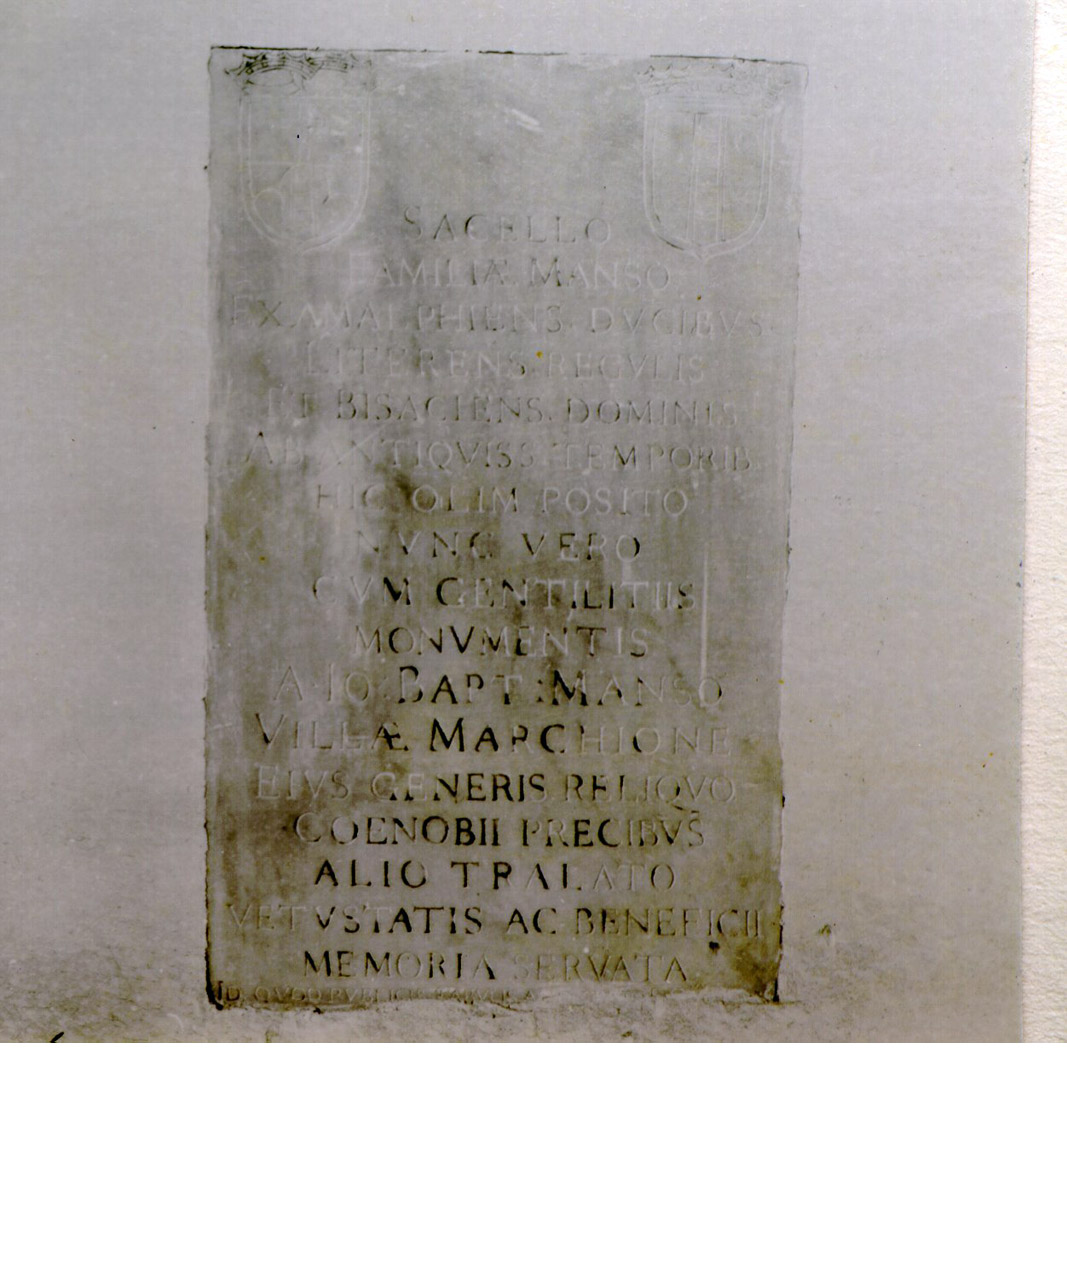 SACELLO
FAMILIÆ MANSO
EX AMALPHIENS. DVCIBVS
LITERENS. REGVLIS
ET BISACIENS. DOMINIS
AB ANTIQVISS. TEMPORIB.
HIC OLIM POSITO
NVNC VERO
CVM GENTILITIIS
MONVMENTIS
A IO. BAPT. MANSO
VILLÆ MARCHIONE
EIVS GENERIS RELIQVO
COENOBII PRECIBVS
ALIO TRALATO
VETVSTATIS AC BENEFICII
MEMORIA SERVATA